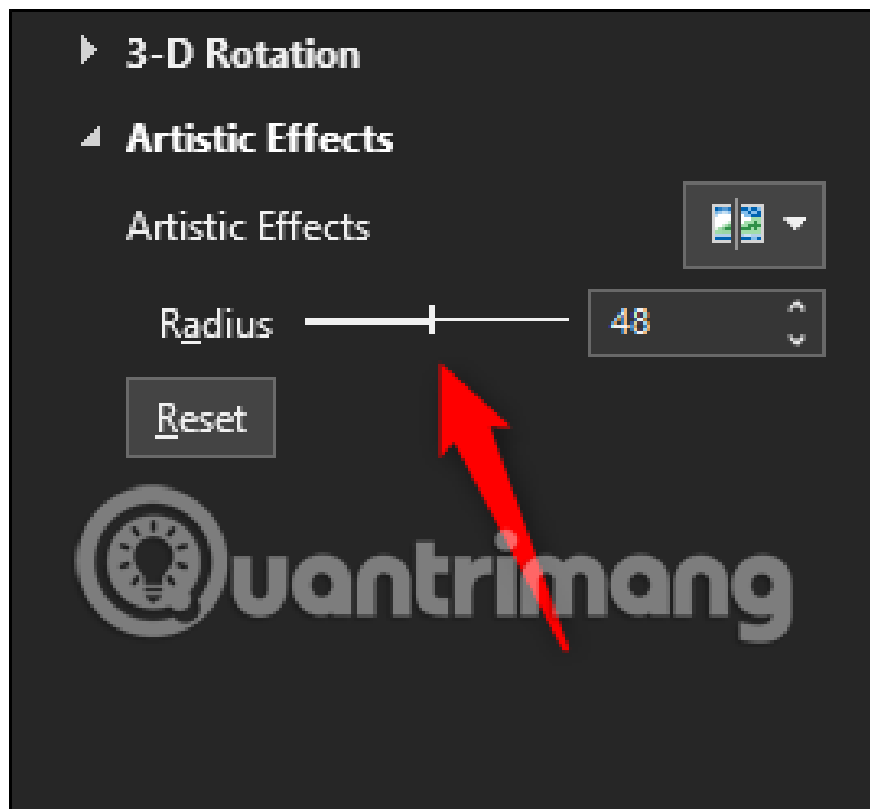 3-D Rotation
Artistic Effects
Artistic Effects
Radius 48
Reset
Quantrimang